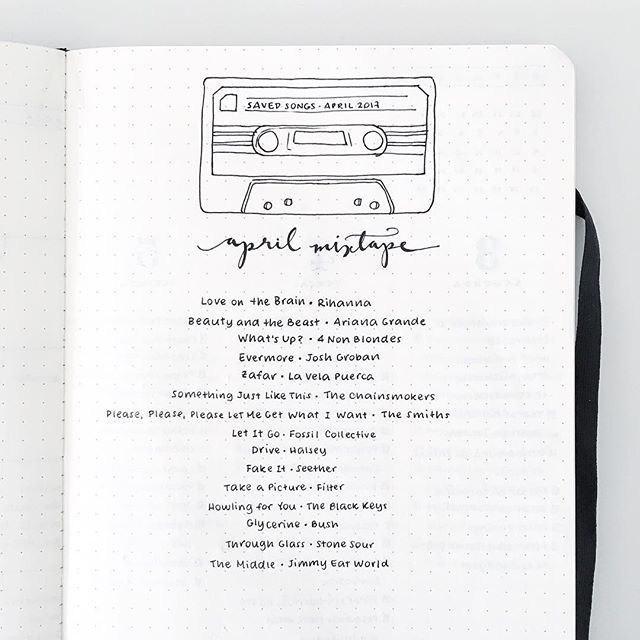 SAVED SONGS - APRIL 2017
april mixtape
Love on the Brain • Rihanna
Beauty and the Beast • Ariana Grande
What's Up? • 4 Non Blondes
Evermore • Josh Groban
Zafar • La Vela Puerca
Something Just Like This • The Chainsmokers
Please, Please, Please Let Me Get What I Want • The Smiths
Let It Go • Fossil Collective
Drive • Halsey
Fake It • Seether
Take a Picture • Filter
Howling for You • The Black Keys
Glycerine • Bush
Through Glass • Stone Sour
The Middle • Jimmy Eat World